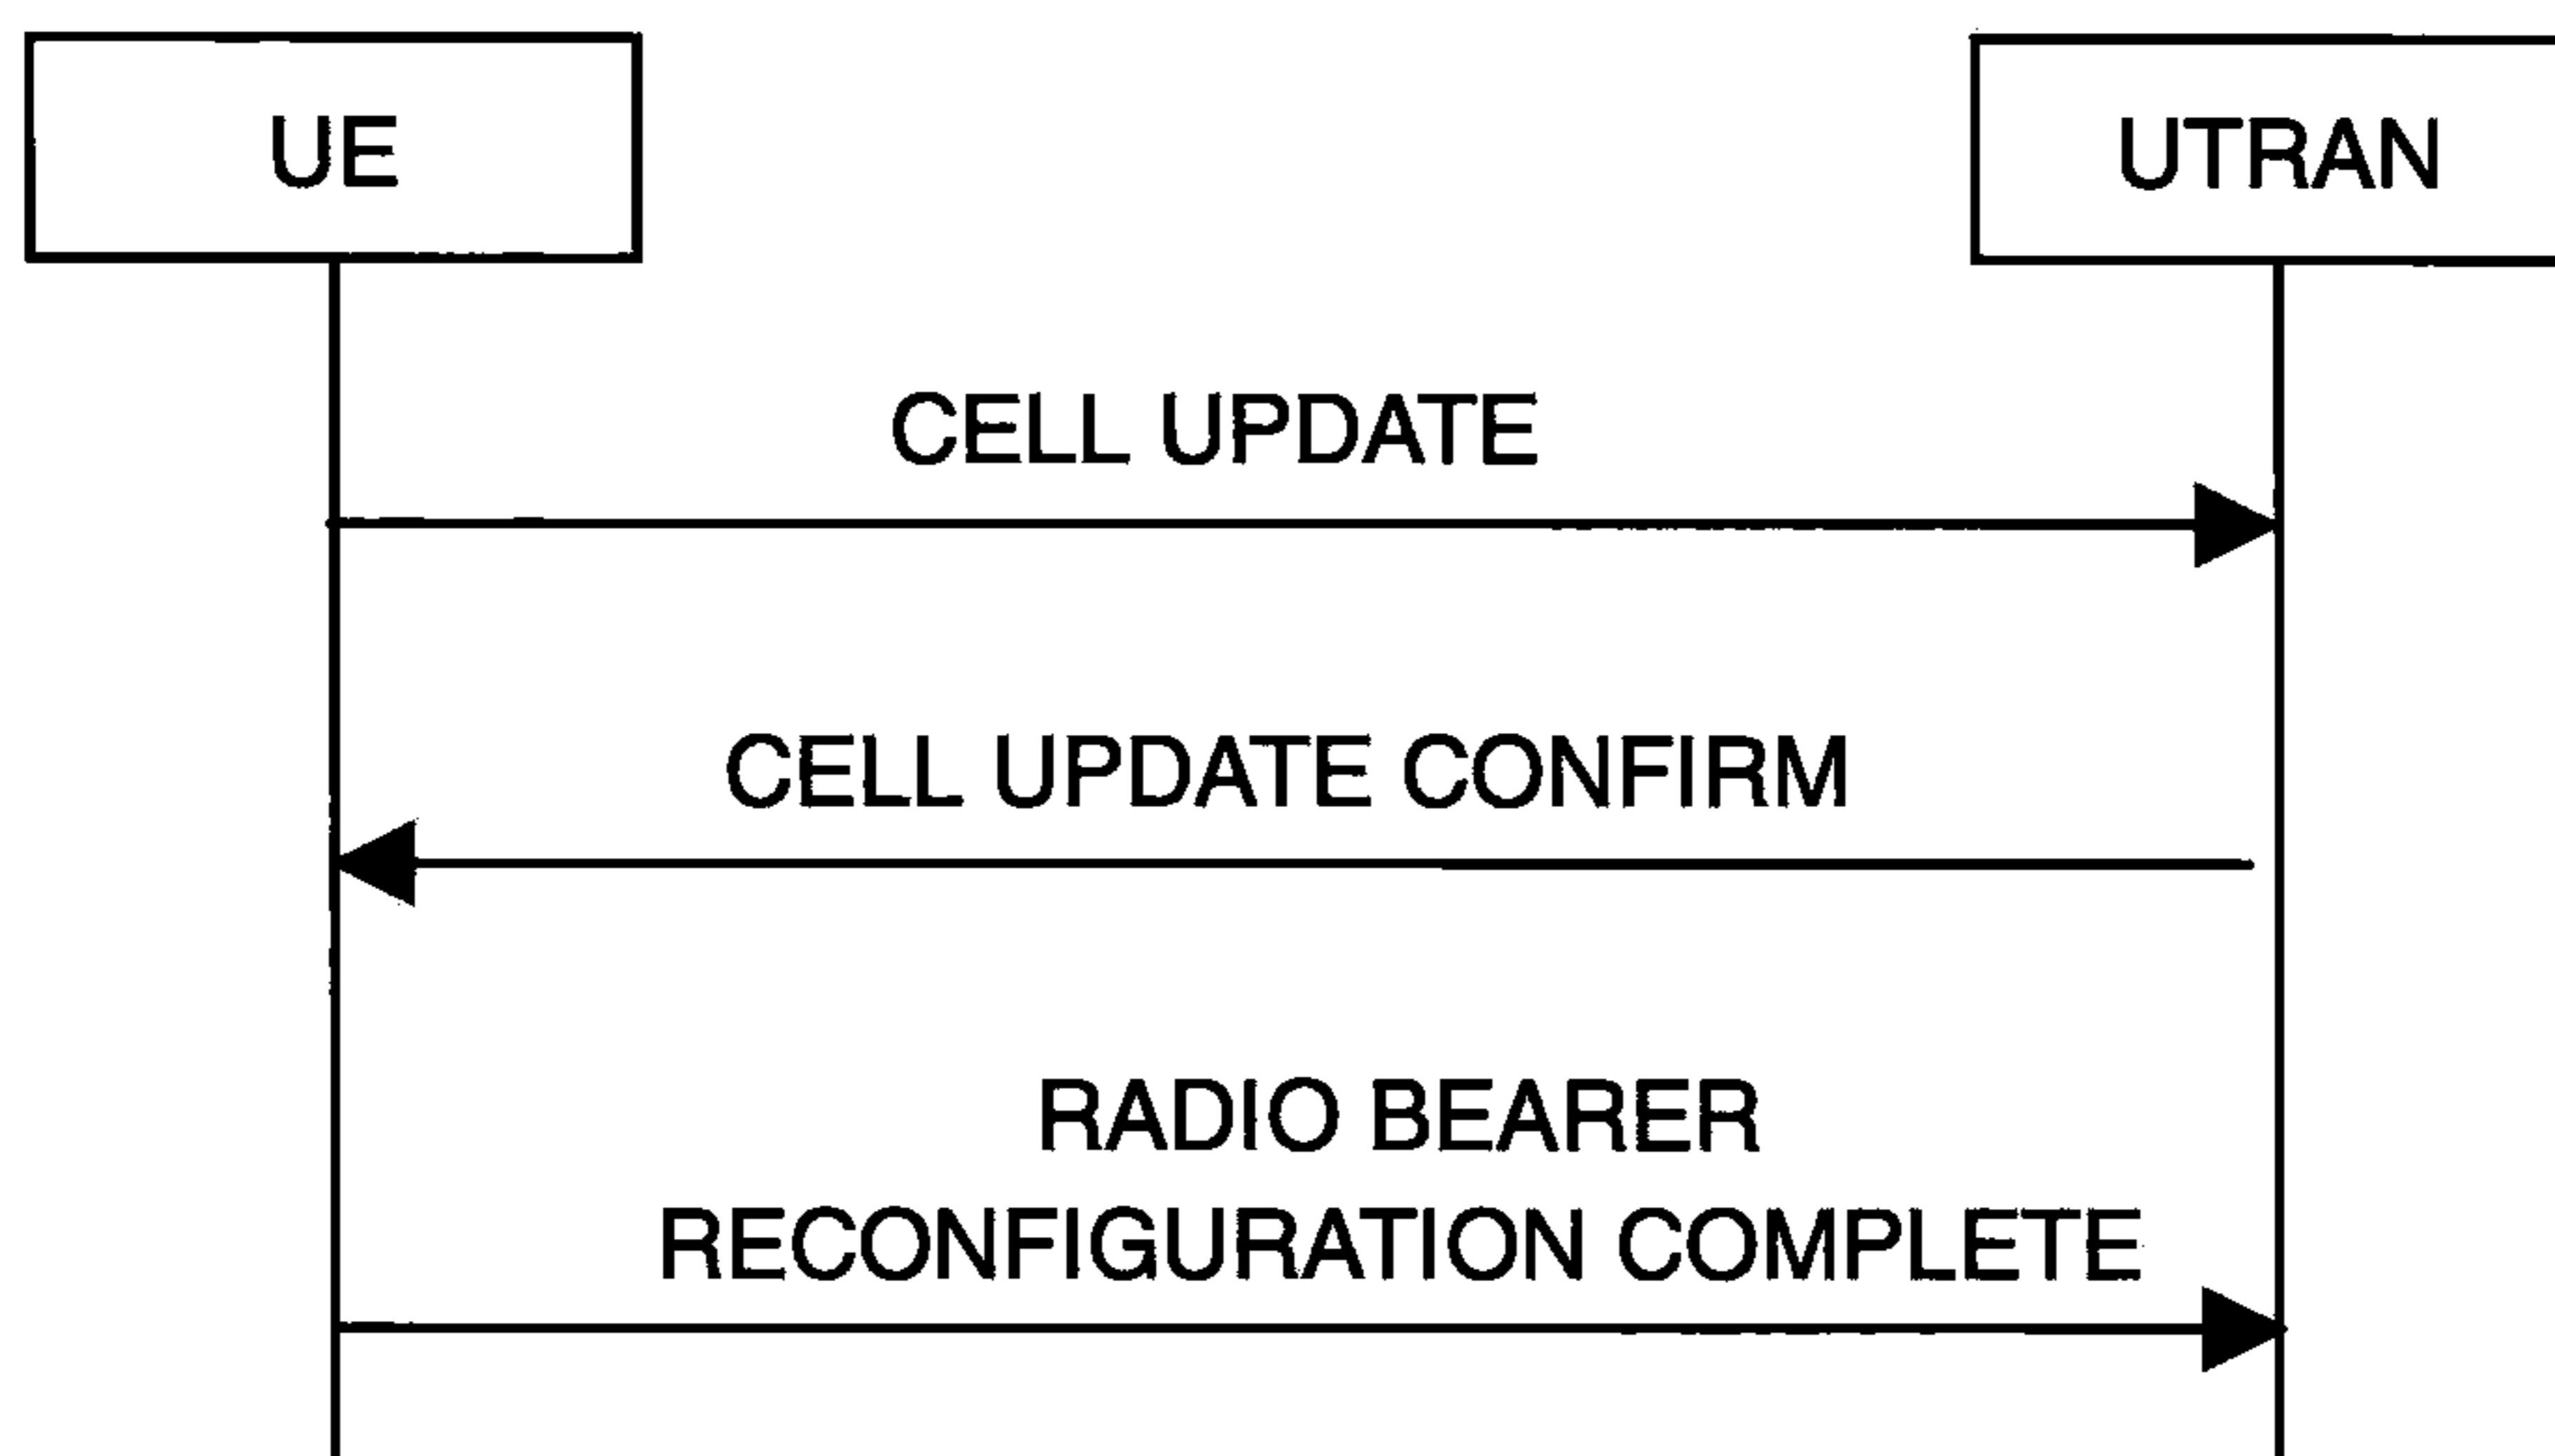 UE
UTRAN
CELL UPDATE
CELL UPDATE CONFIRM
RADIO BEARER
RECONFIGURATION COMPLETE